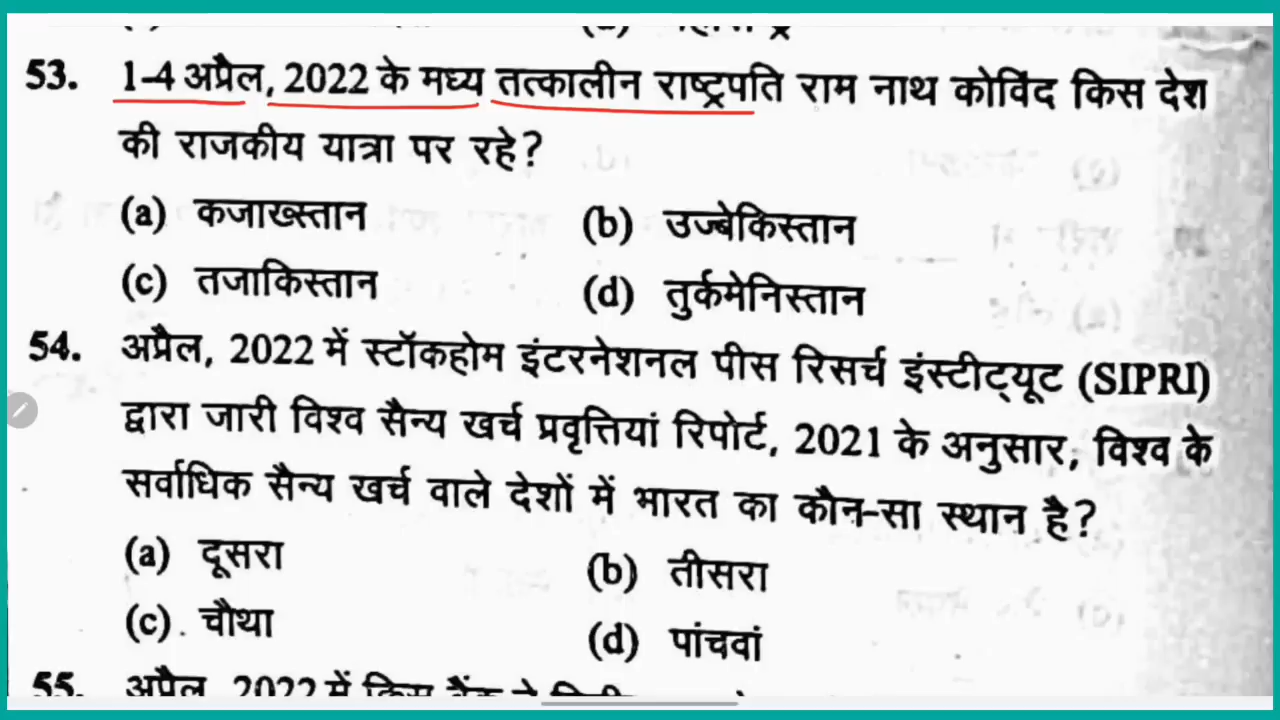 53. 1-4 अप्रैल, 2022 के मध्य तत्कालीन राष्ट्रपति राम नाथ कोविंद किस देश
की राजकीय यात्रा पर रहे?
(a) कजाख्स्तान (b) उज्बेकिस्तान
(c) तजाकिस्तान (d) तुर्कमेनिस्तान
54. अप्रैल, 2022 में स्टॉकहोम इंटरनेशनल पीस रिसर्च इंस्टीट्यूट (SIPRI)
द्वारा जारी विश्व सैन्य खर्च प्रवृत्तियां रिपोर्ट, 2021 के अनुसार, विश्व के
सर्वाधिक सैन्य खर्च वाले देशों में भारत का कौन-सा स्थान है?
(a) दूसरा (b) तीसरा
(c) चौथा (d) पांचवां
55. अप्रैल, 2022 में किस बैंक ने